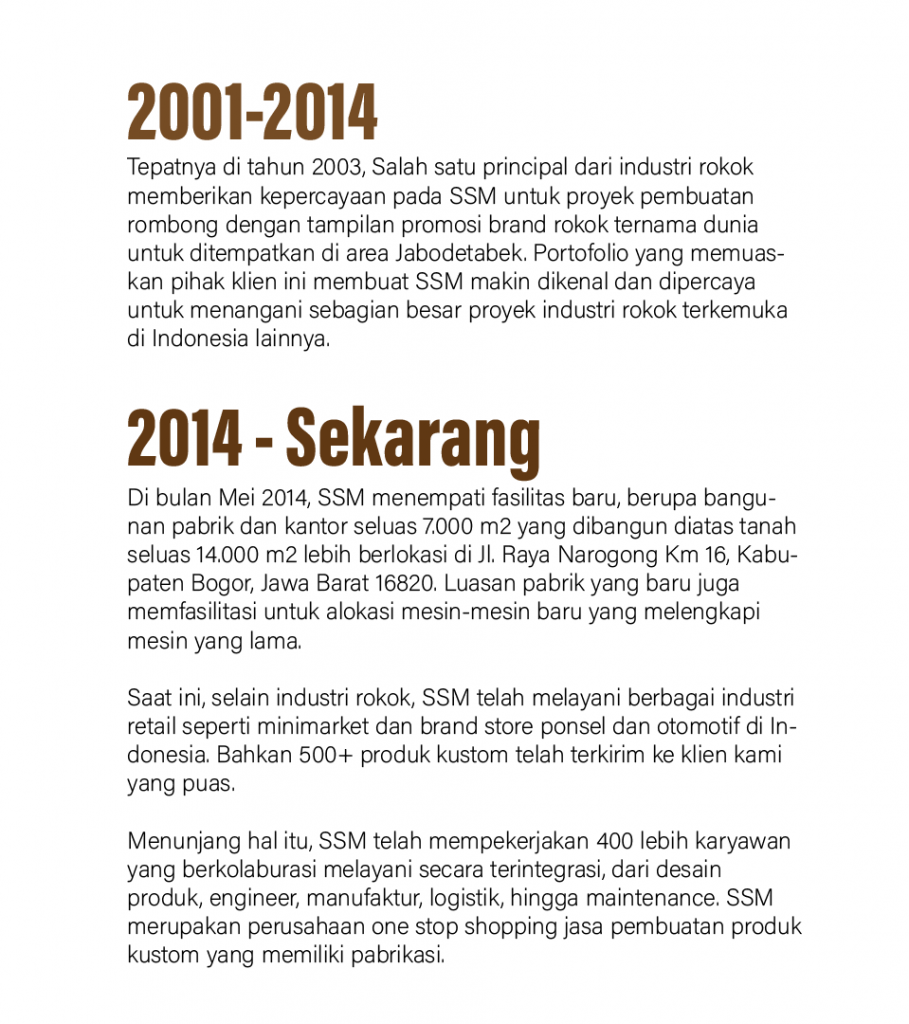 2001-2014
Tepatnya di tahun 2003, Salah satu principal dari industri rokok
memberikan kepercayaan pada SSM untuk proyek pembuatan
rombong dengan tampilan promosi brand rokok ternama dunia
untuk ditempatkan di area Jabodetabek. Portofolio yang memuas-
kan pihak klien ini membuat SSM makin dikenal dan dipercaya
untuk menangani sebagian besar proyek industri rokok terkemuka
di Indonesia lainnya.
2014 - Sekarang
Di bulan Mei 2014, SSM menempati fasilitas baru, berupa bangu-
nan pabrik dan kantor seluas 7.000 m2 yang dibangun diatas tanah
seluas 14.000 m2 lebih berlokasi di Jl. Raya Narogong Km 16, Kabu-
paten Bogor, Jawa Barat 16820. Luasan pabrik yang baru juga
memfasilitasi untuk alokasi mesin-mesin baru yang melengkapi
mesin yang lama.
Saat ini, selain industri rokok, SSM telah melayani berbagai industri
retail seperti minimarket dan brand store ponsel dan otomotif di In-
donesia. Bahkan 500+ produk kustom telah terkirim ke klien kami
yang puas.
Menunjang hal itu, SSM telah mempekerjakan 400 lebih karyawan
yang berkolaburasi melayani secara terintegrasi, dari desain
produk, engineer, manufaktur, logistik, hingga maintenance. SSM
merupakan perusahaan one stop shopping jasa pembuatan produk
kustom yang memiliki pabrikasi.